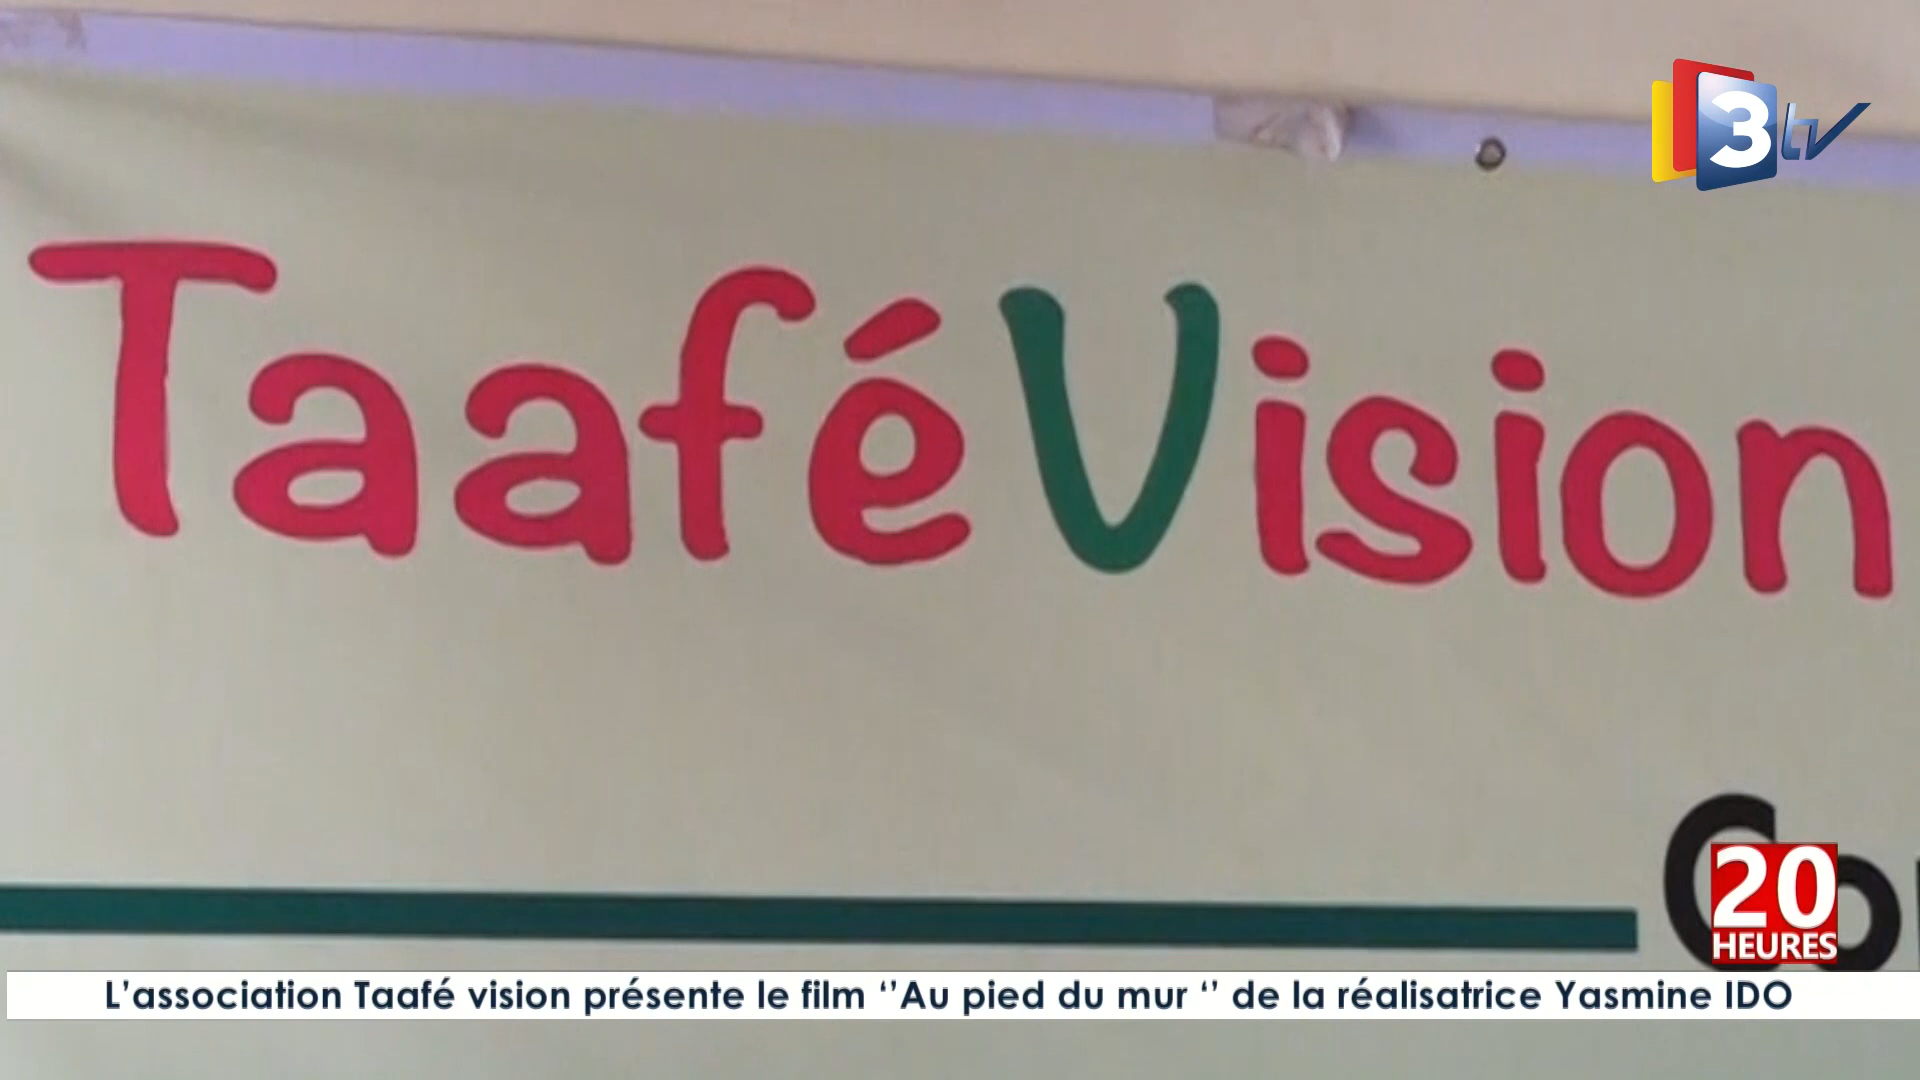 3tv
TaaféVision
20
HEURES
L’association Taafé vision présente le film ‘’Au pied du mur ‘’ de la réalisatrice Yasmine IDO